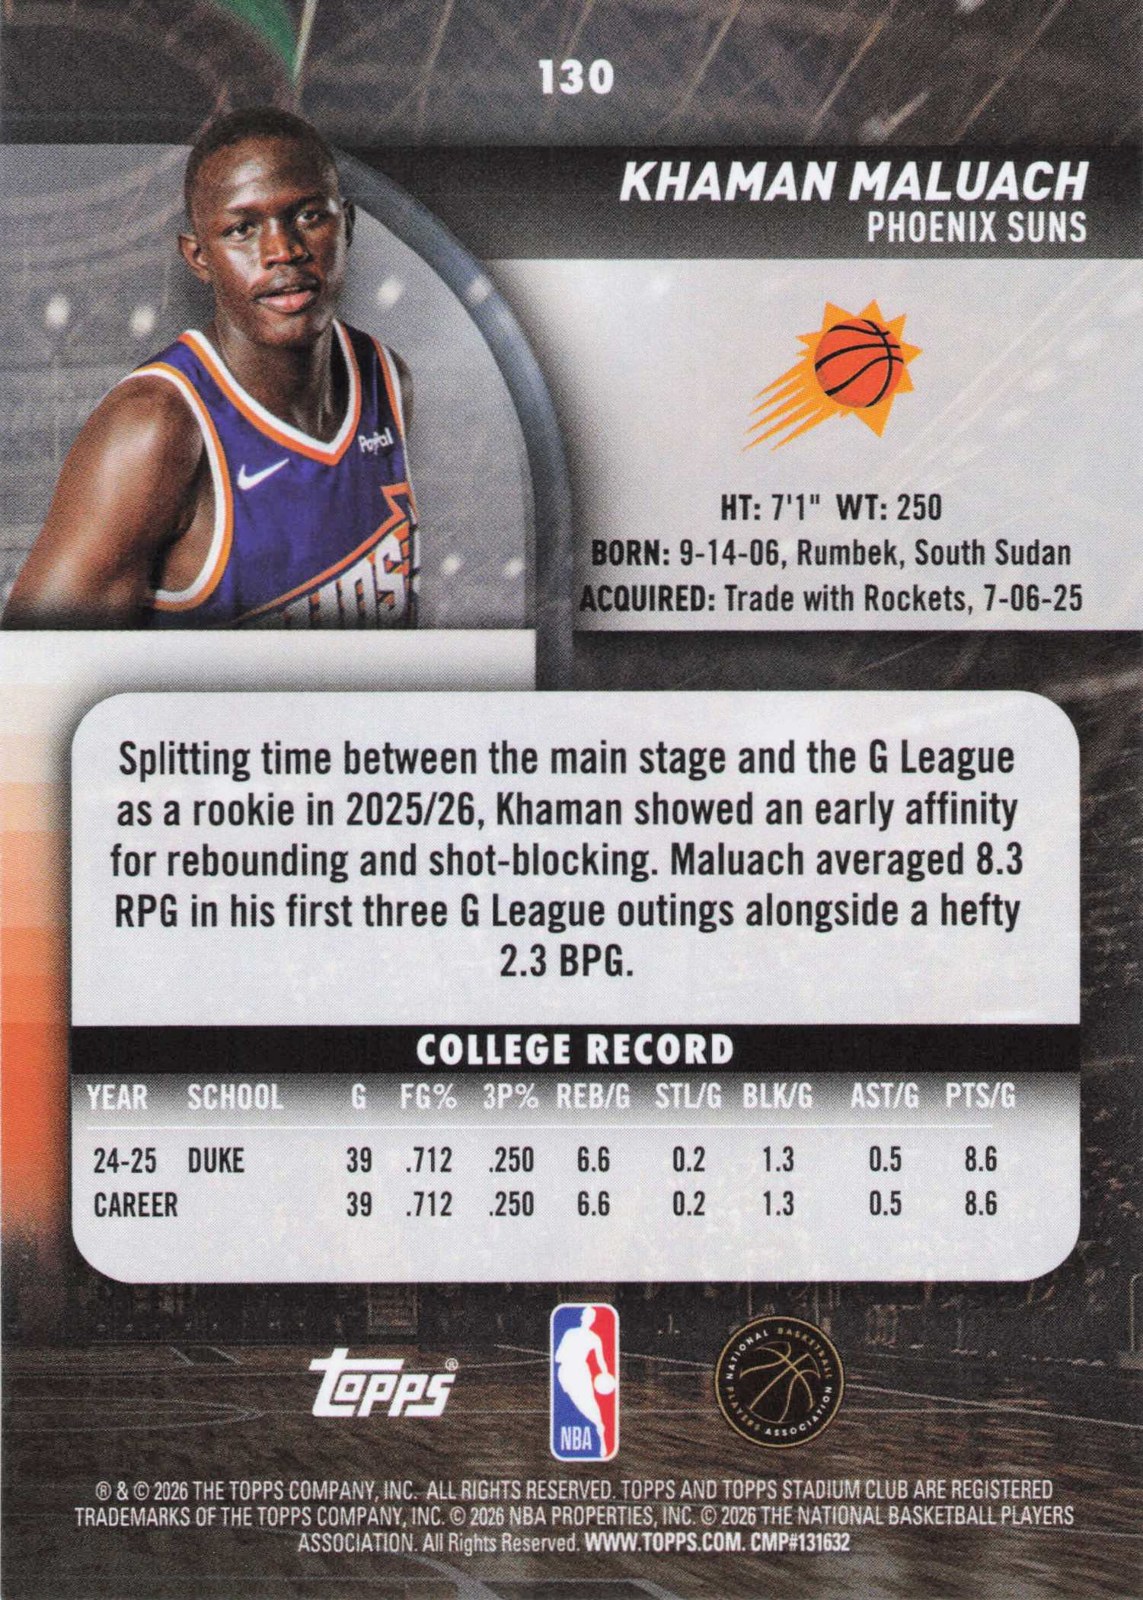 130
KHAMAN MALUACH
PHOENIX SUNS
PayPal
HT: 7'1" WT: 250
BORN: 9-14-06, Rumbek, South Sudan
ACQUIRED: Trade with Rockets, 7-06-25
Splitting time between the main stage and the G League
as a rookie in 2025/26, Khaman showed an early affinity
for rebounding and shot-blocking. Maluach averaged 8.3
RPG in his first three G League outings alongside a hefty
2.3 BPG.
COLLEGE RECORD
YEAR SCHOOL G FG% 3P% REB/G STL/G BLK/G AST/G PTS/G
24-25 DUKE 39 .712 .250 6.6 0.2 1.3 0.5 8.6
CAREER 39 .712 .250 6.6 0.2 1.3 0.5 8.6
Topps®
NBA
NATIONAL BASKETBALL PLAYERS ASSOCIATION
® & © 2026 THE TOPPS COMPANY, INC. ALL RIGHTS RESERVED. TOPPS AND TOPPS STADIUM CLUB ARE REGISTERED
TRADEMARKS OF THE TOPPS COMPANY, INC. © 2026 NBA PROPERTIES, INC. © 2026 THE NATIONAL BASKETBALL PLAYERS
ASSOCIATION. All Rights Reserved. WWW.TOPPS.COM. CMP#131632